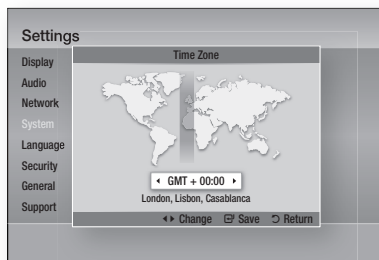 Settings
Time Zone
Display
Audio
Network
System
Language
Security
General
Support
◂ GMT + 00:00 ▸
London, Lisbon, Casablanca
◂▸ Change Save Return